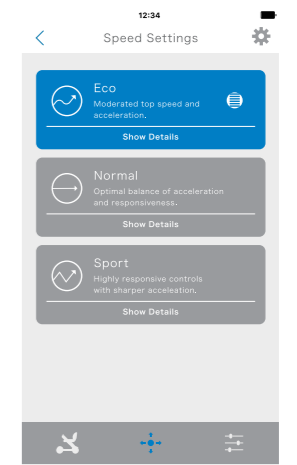 12:34
Speed Settings
Eco
Moderated top speed and
acceleration.
Show Details
Normal
Optimal balance of acceleration
and responsiveness.
Show Details
Sport
Highly responsive controls
with sharper acceleation.
Show Details